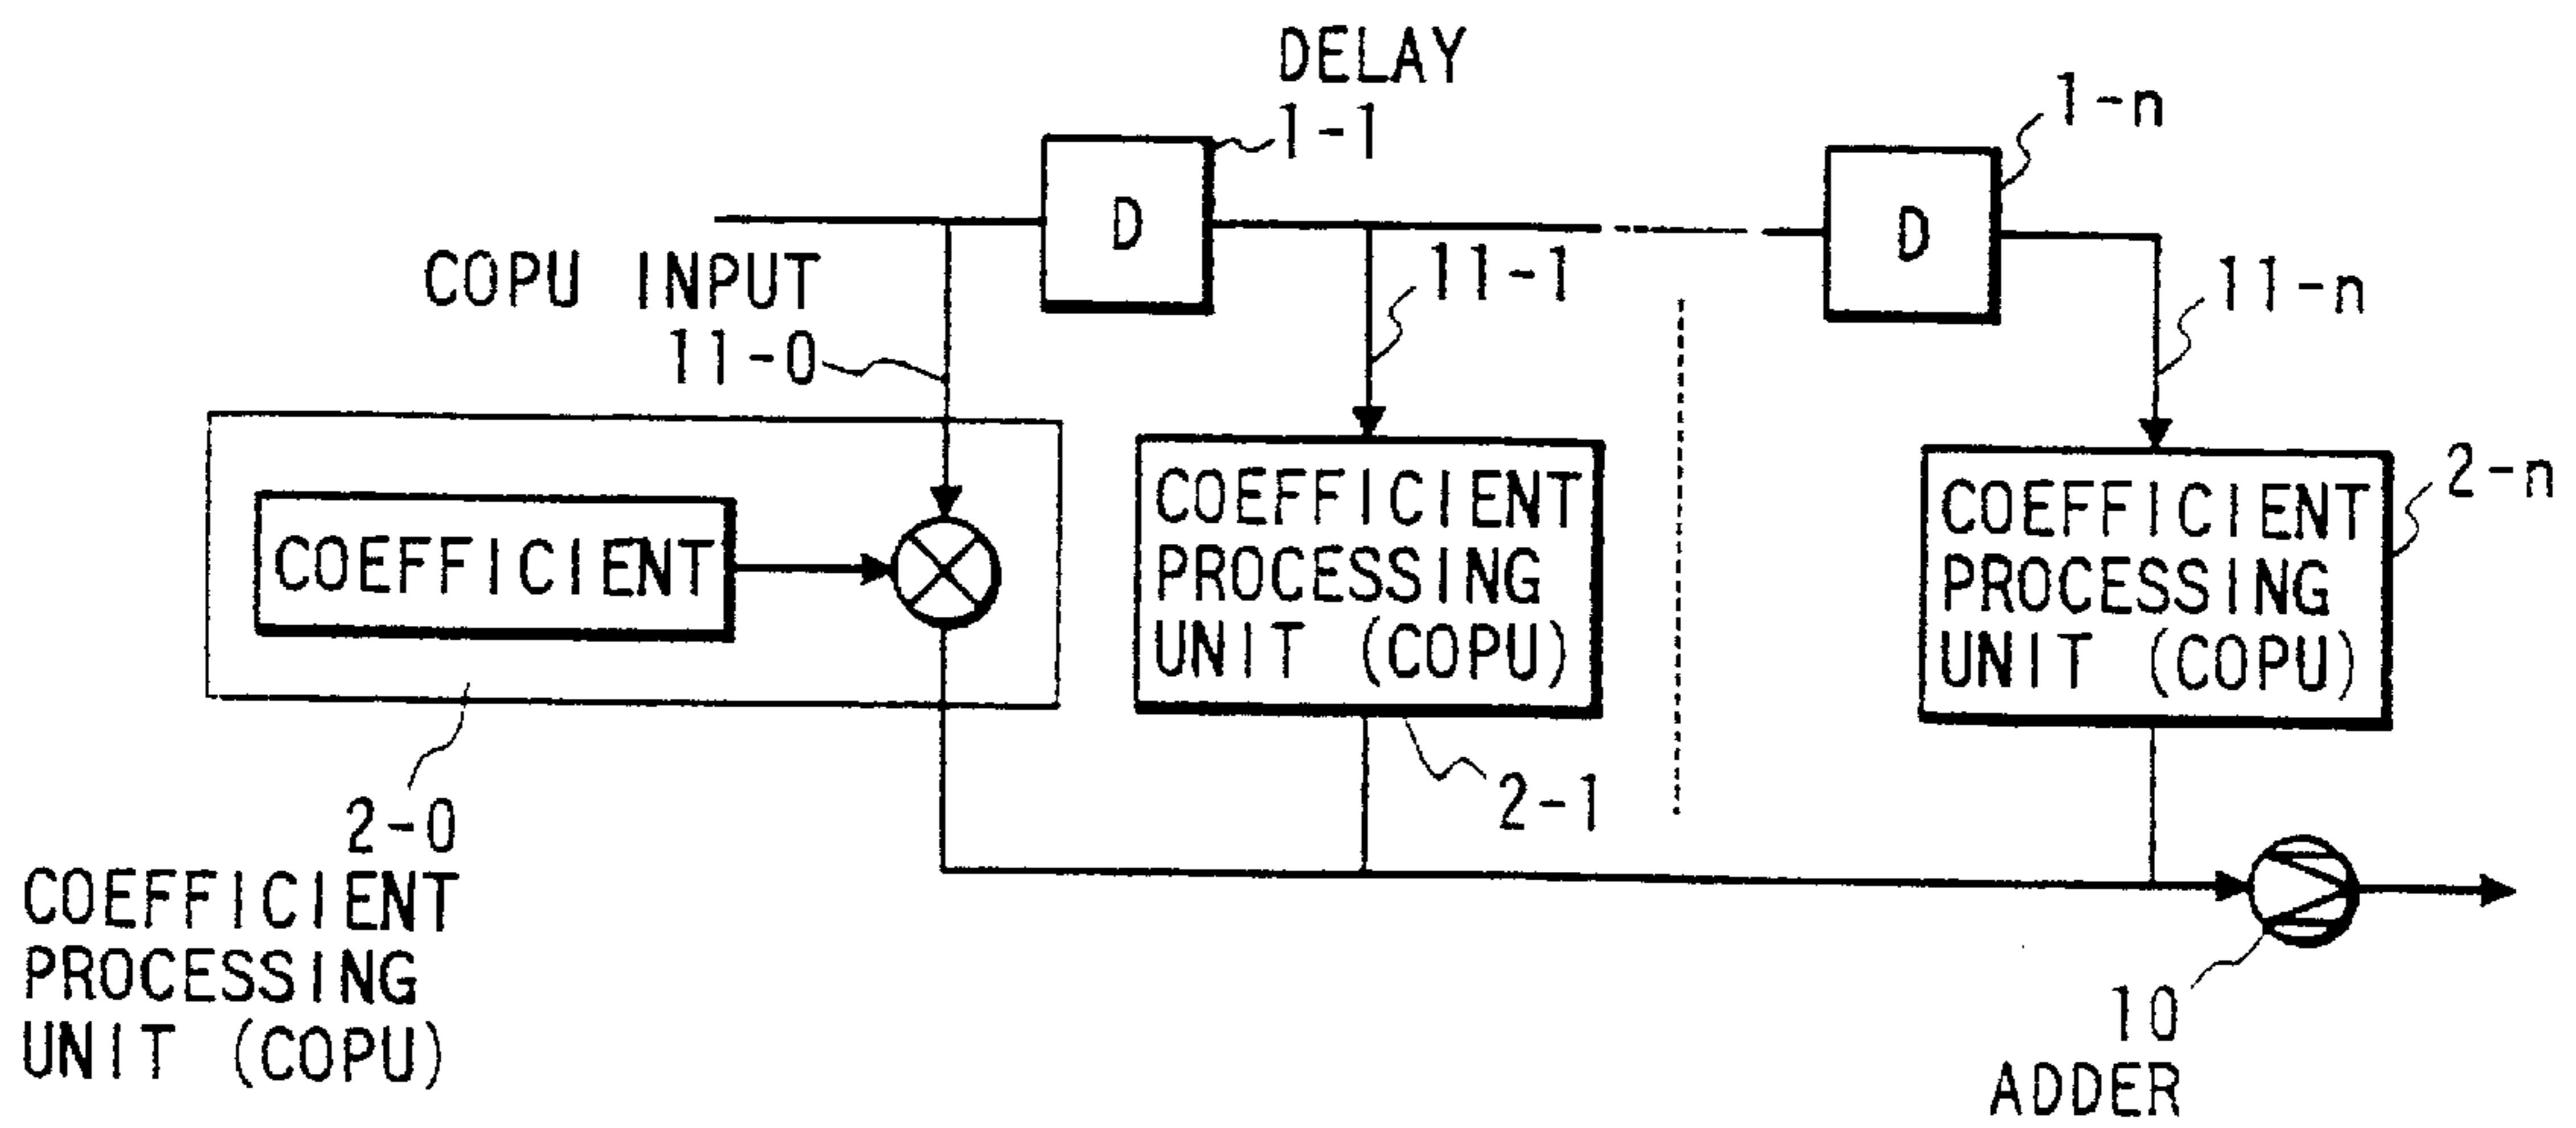 DELAY
1-1
1-n
D
D
COPU INPUT
11-0
11-1
11-n
COEFFICIENT
COEFFICIENT
PROCESSING
UNIT (COPU)
COEFFICIENT
PROCESSING
UNIT (COPU)
2-n
2-1
2-0
COEFFICIENT
PROCESSING
UNIT (COPU)
10
ADDER